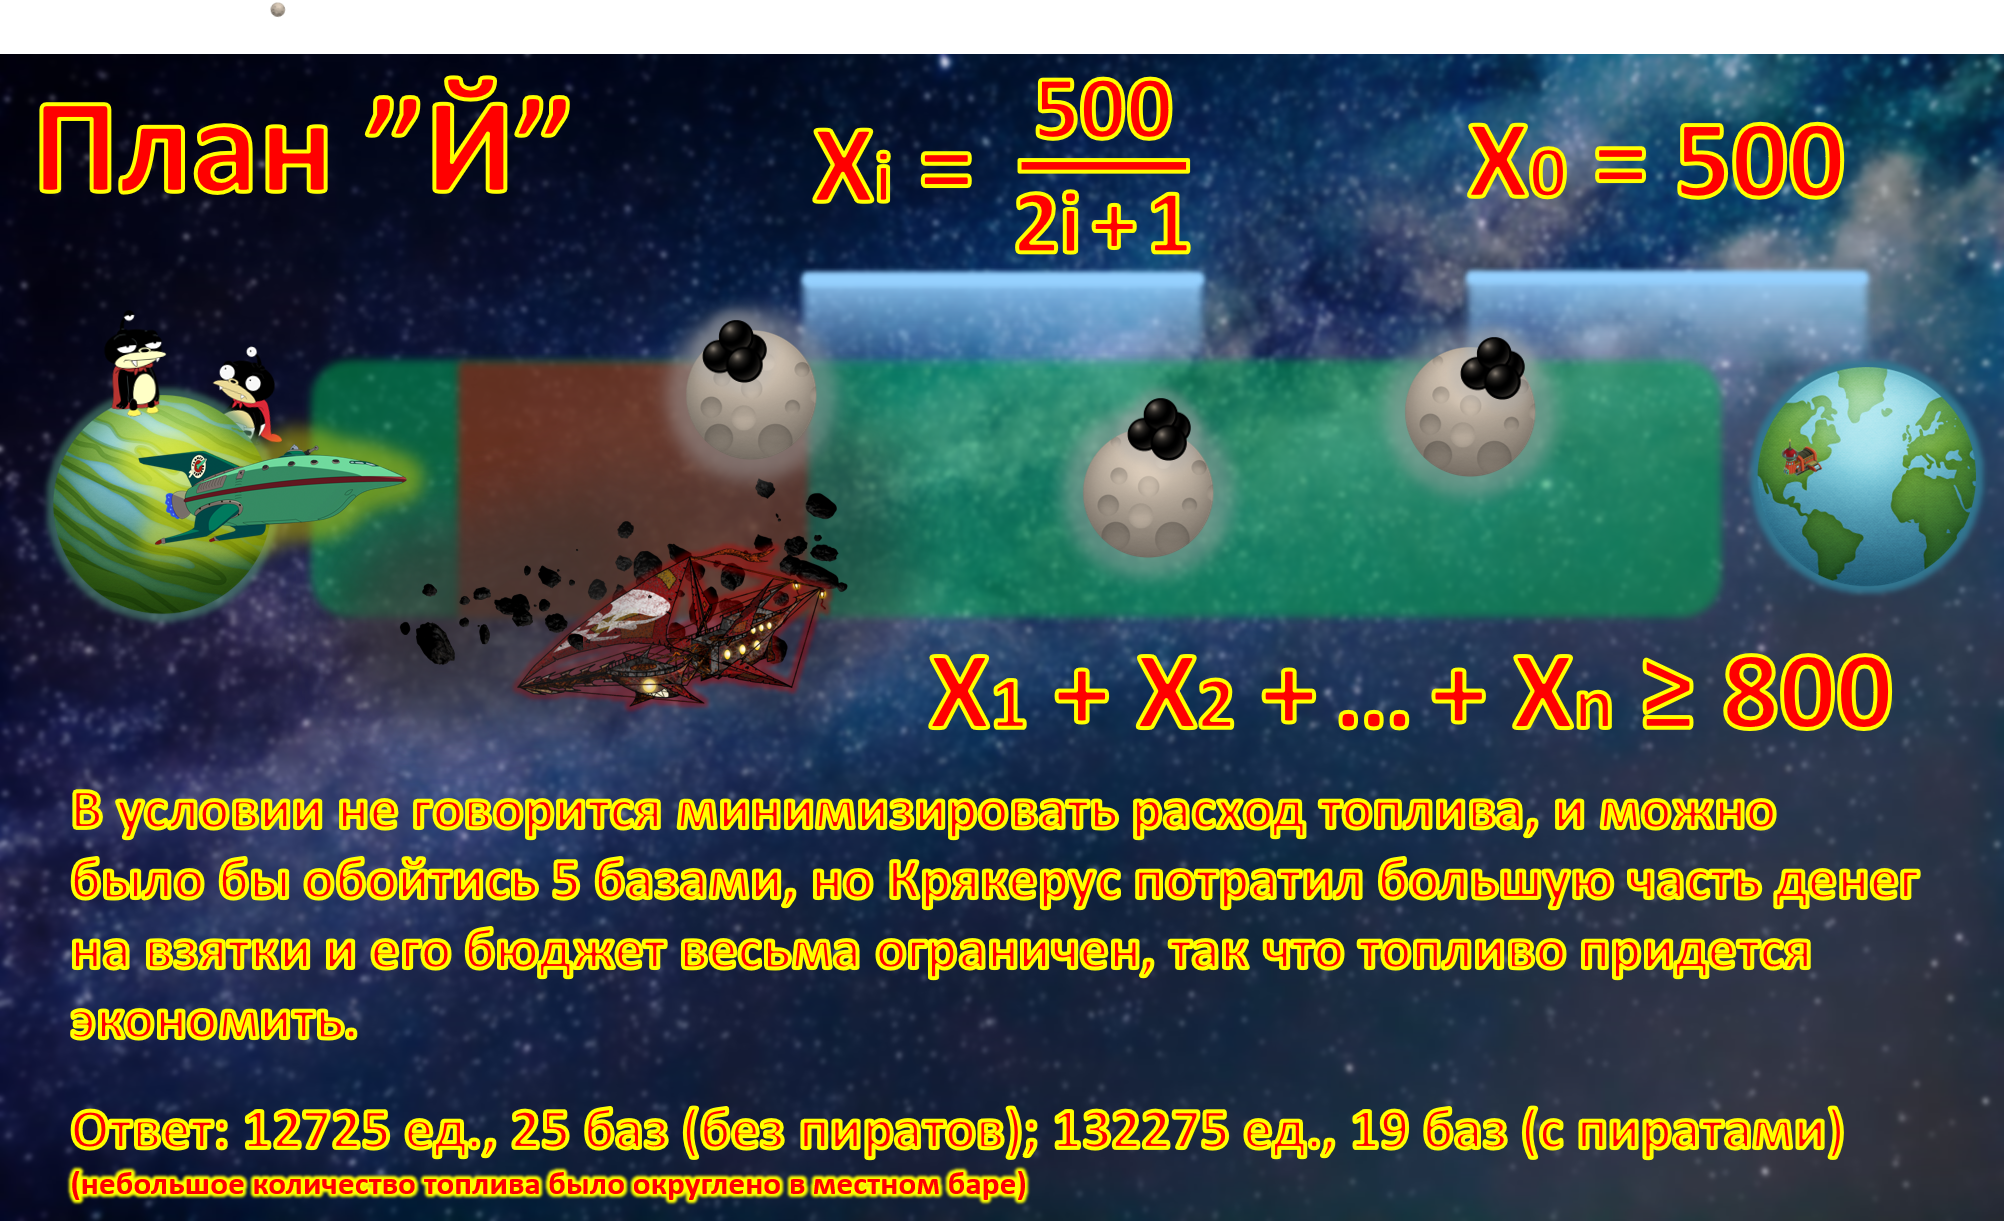 План ”Й”
Xi = 500
2i + 1
X0 = 500
X1 + X2 + ... + Xn ≥ 800
В условии не говорится минимизировать расход топлива, и можно
было бы обойтись 5 базами, но Крякерус потратил большую часть денег
на взятки и его бюджет весьма ограничен, так что топливо придется
экономить.
Ответ: 12725 ед., 25 баз (без пиратов); 132275 ед., 19 баз (с пиратами)
(небольшое количество топлива было округлено в местном баре)